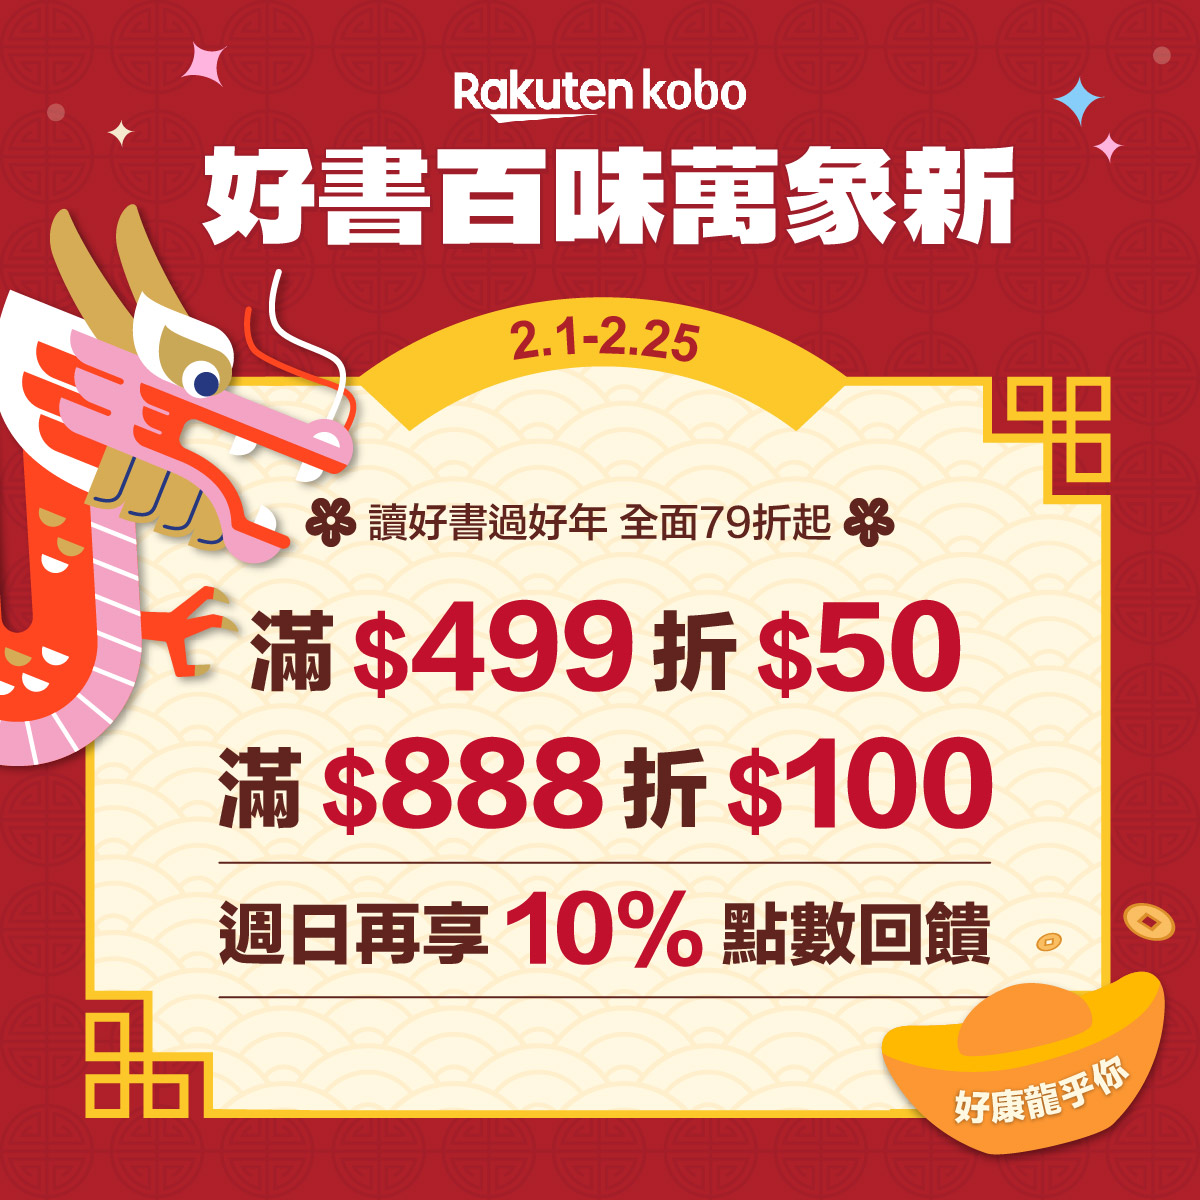 Rakuten kobo
好書百味萬象新
2.1-2.25
讀好書過好年 全面79折起
滿 $499 折 $50
滿 $888 折 $100
週日再享 10% 點數回饋
好康龍乎你